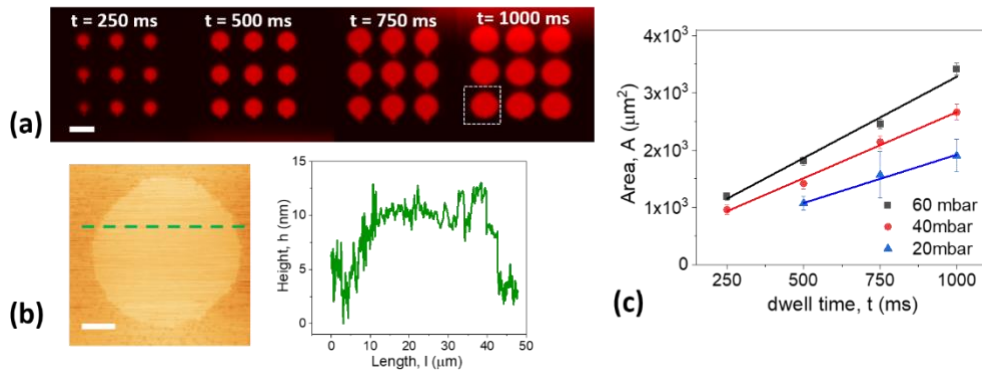 t = 250 ms t = 500 ms t = 750 ms t= 1000 ms
(a)
(b)
Height, h (nm)
15
10
5
0
0 10 20 30 40 50
Length, l (μm)
Area, A (μm²)
4x10³
3x10³
2x10³
1x10³
0
60 mbar
40mbar
20mbar
250 500 750 1000
dwell time, t (ms)
(c)